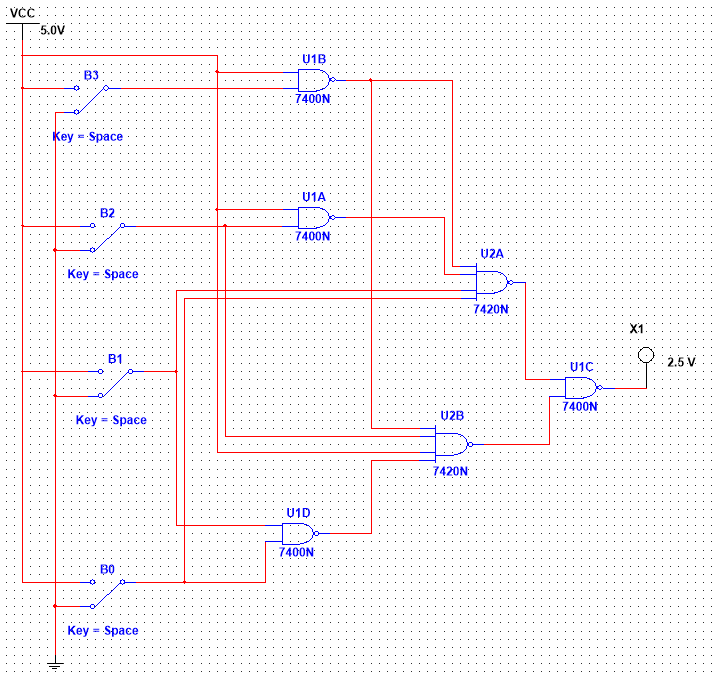 VCC
5.0V
U1B
B3
7400N
Key = Space
U1A
B2
7400N
U2A
Key = Space
7420N
X1
B1
2.5 V
U1C
7400N
U2B
Key = Space
7420N
U1D
7400N
B0
Key = Space